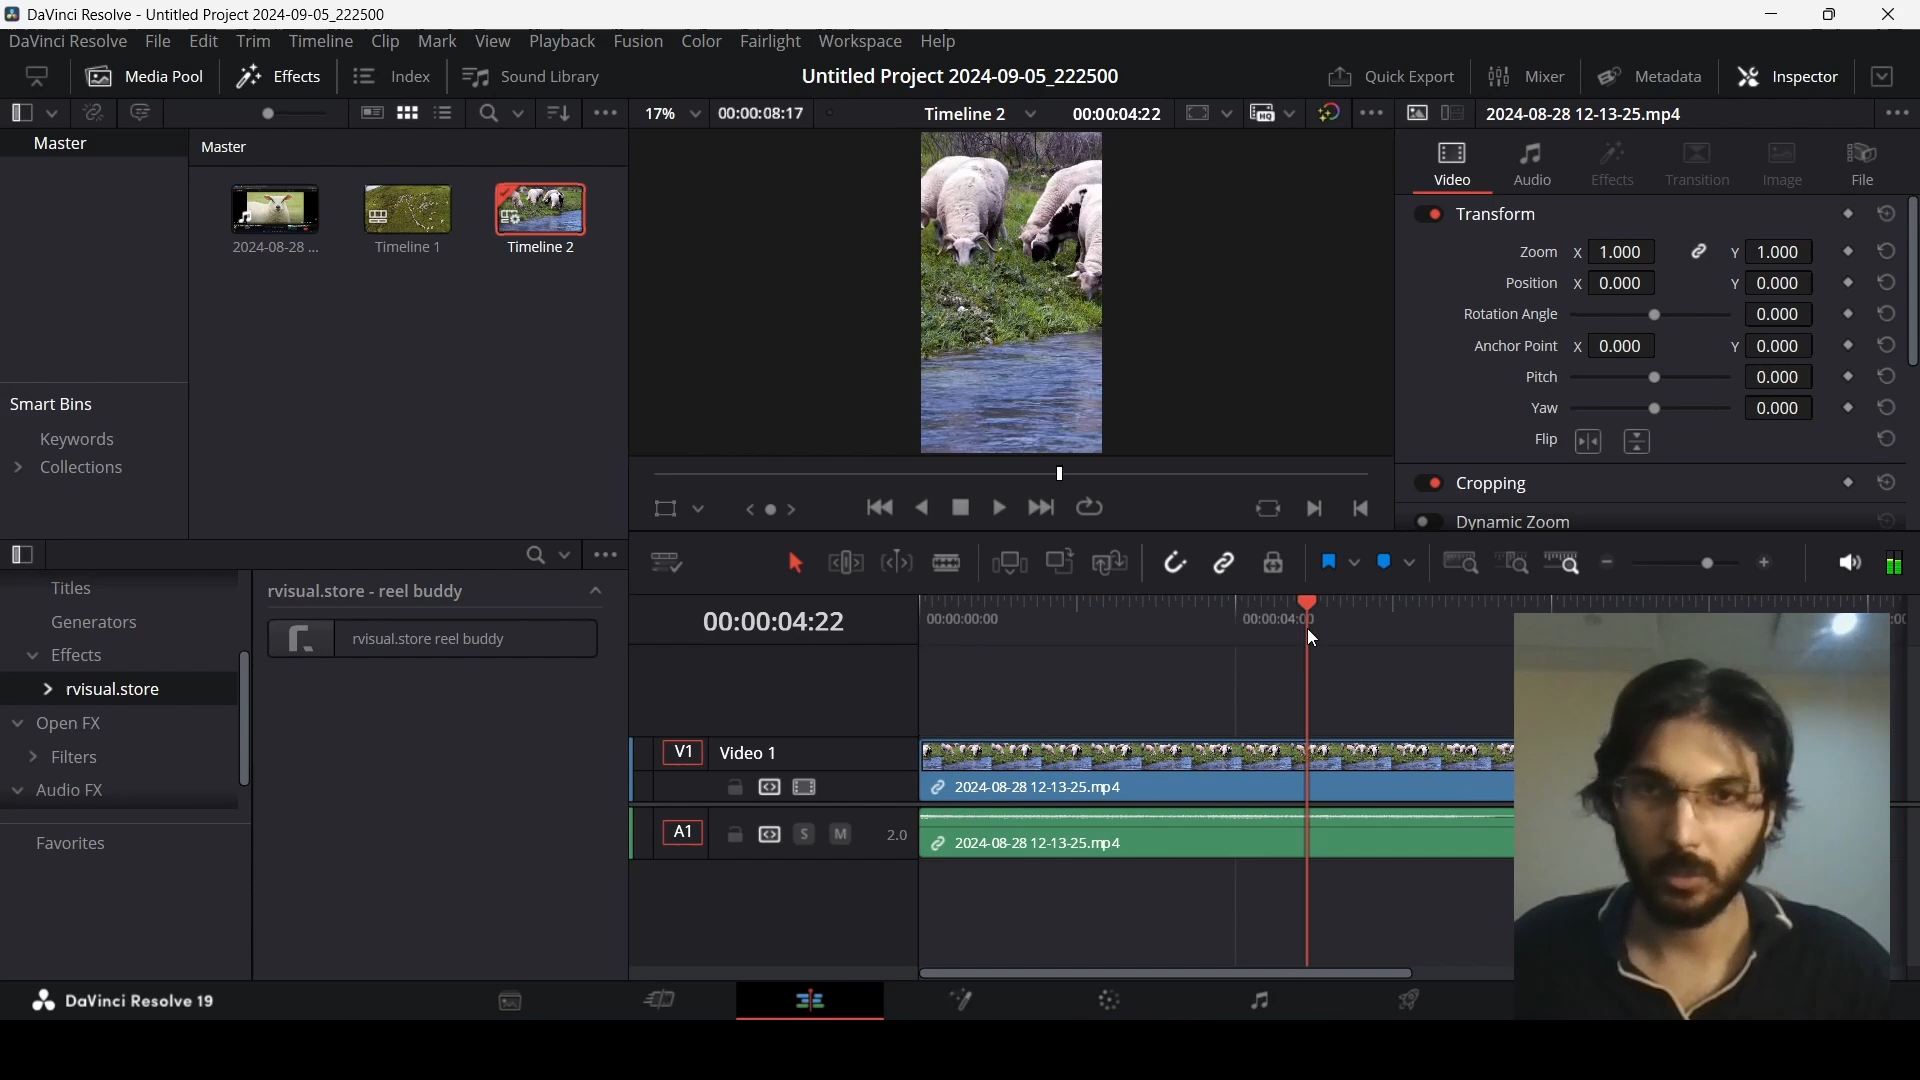 DaVinci Resolve - Untitled Project 2024-09-05_222500
DaVinci Resolve File Edit Trim Timeline Clip Mark View Playback Fusion Color Fairlight Workspace Help
Media Pool Effects Index Sound Library Untitled Project 2024-09-05_222500 Quick Export Mixer Metadata Inspector
17% 00:00:08:17 Timeline 2 00:00:04:22 HQ 2024-08-28 12-13-25.mp4
Master
Master
2024-08-28 ... Timeline 1 Timeline 2
Smart Bins
Keywords
Collections
Video Audio Effects Transition Image File
Transform
Zoom X 1.000 Y 1.000
Position X 0.000 Y 0.000
Rotation Angle 0.000
Anchor Point X 0.000 Y 0.000
Pitch 0.000
Yaw 0.000
Flip
Cropping
Dynamic Zoom
Titles
Generators
Effects
rvisual.store
Open FX
Filters
Audio FX
Favorites
rvisual.store - reel buddy
rvisual.store reel buddy
00:00:04:22 00:00:00:00 00:00:04:00
V1 Video 1
2024-08-28 12-13-25.mp4
A1 S M 2.0
2024-08-28 12-13-25.mp4
DaVinci Resolve 19